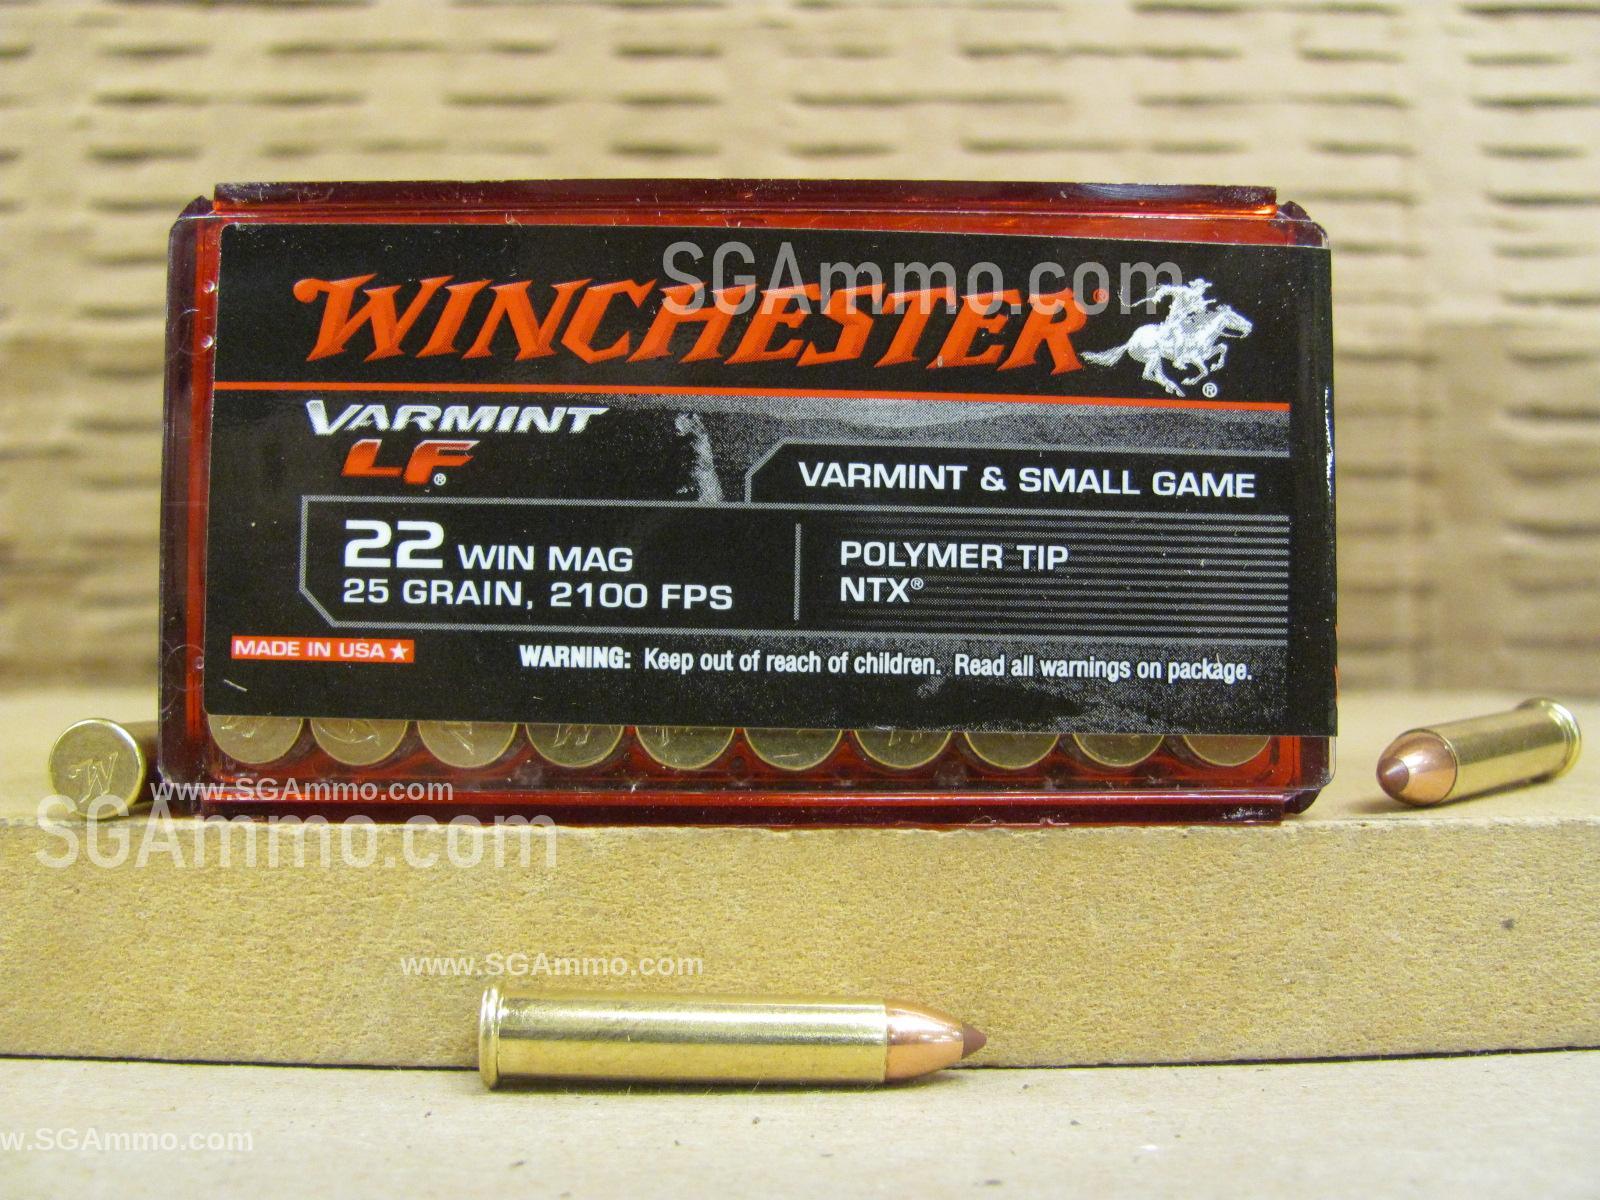 SGAmmo.com
WINCHESTER®
®
VARMINT
LF®
VARMINT & SMALL GAME
22 WIN MAG
25 GRAIN, 2100 FPS
POLYMER TIP
NTX®
MADE IN USA ★
WARNING: Keep out of reach of children. Read all warnings on package.
www.SGAmmo.com
SGAmmo.com
www.SGAmmo.com
w.SGAmmo.com